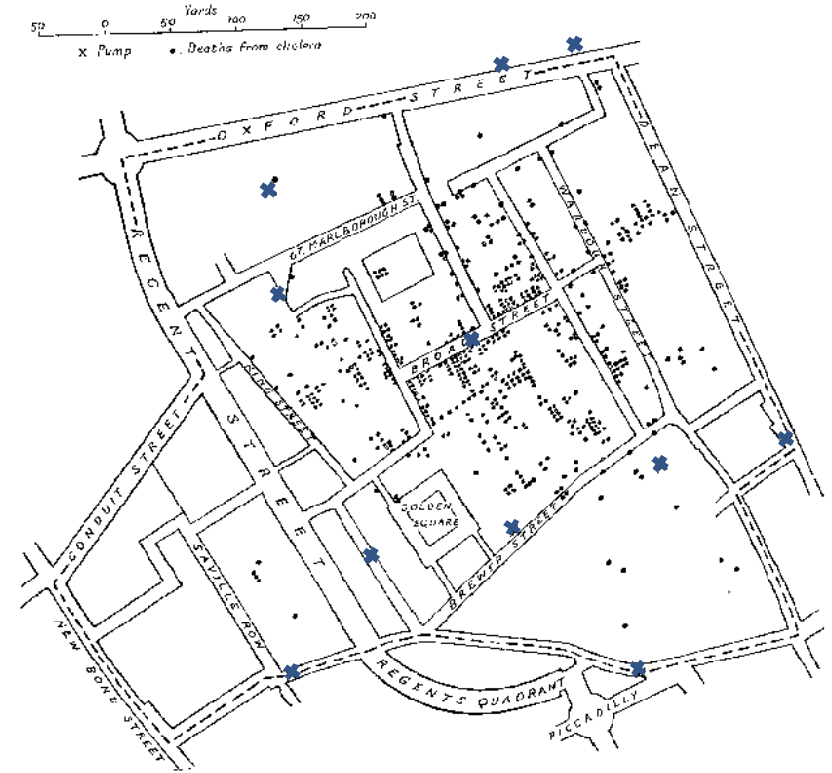 Yards
50 0 50 100 150 200
x Pump • Deaths from cholera
OXFORD STREET
DEAN STREET
REGENT STREET
GT. MARLBOROUGH ST.
WARDOUR STREET
BROAD STREET
KING STREET
CONDUIT STREET
GOLDEN
SQUARE
SAVILLE ROW
BREWER STREET
NEW BOND STREET
REGENTS QUADRANT
PICCADILLY